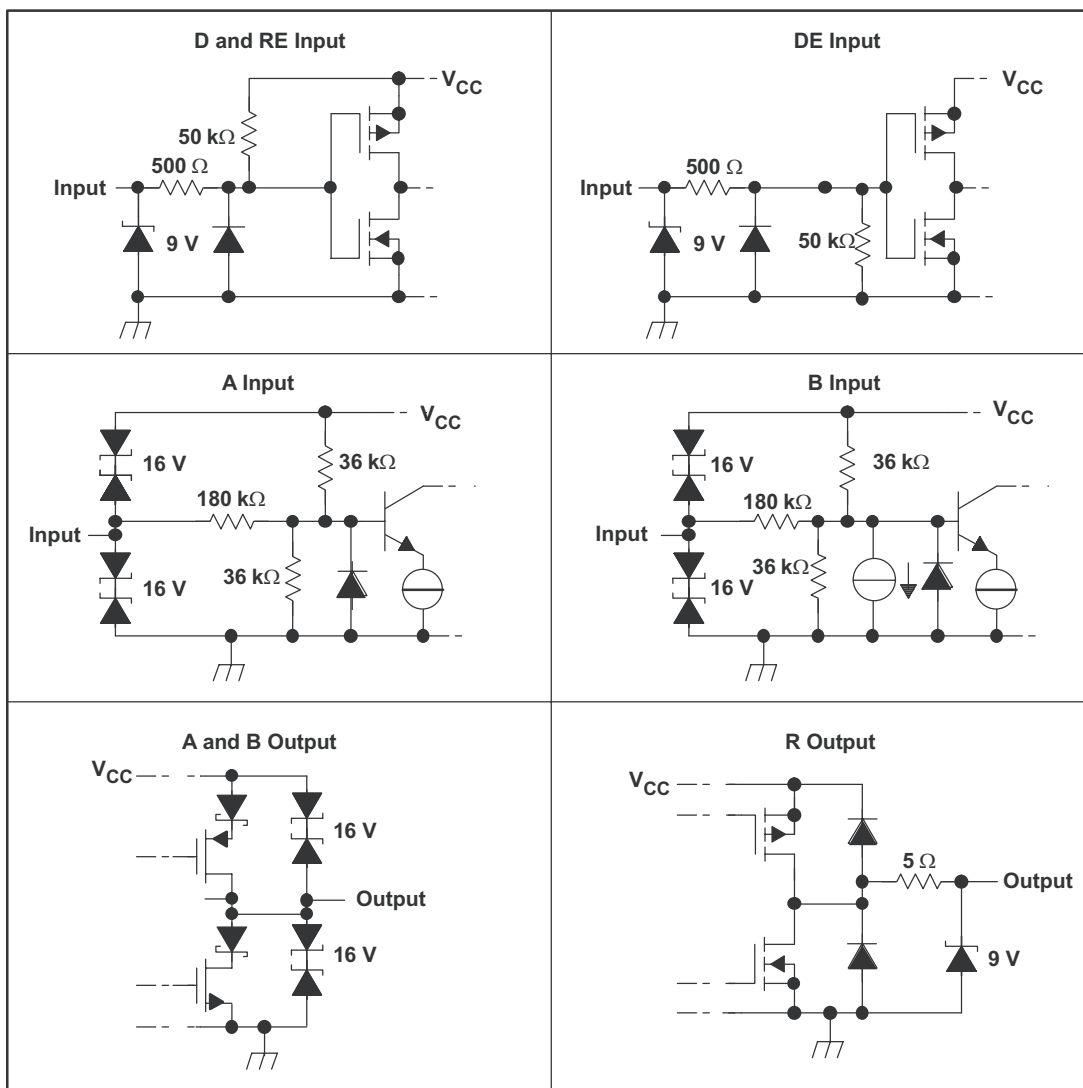 D and RE Input
VCC
50 kΩ
500 Ω
Input
9 V
DE Input
VCC
500 Ω
Input
9 V
50 kΩ
A Input
VCC
16 V
36 kΩ
180 kΩ
Input
36 kΩ
16 V
B Input
VCC
16 V
36 kΩ
180 kΩ
Input
36 kΩ
16 V
A and B Output
VCC
16 V
Output
16 V
R Output
VCC
5 Ω
Output
9 V